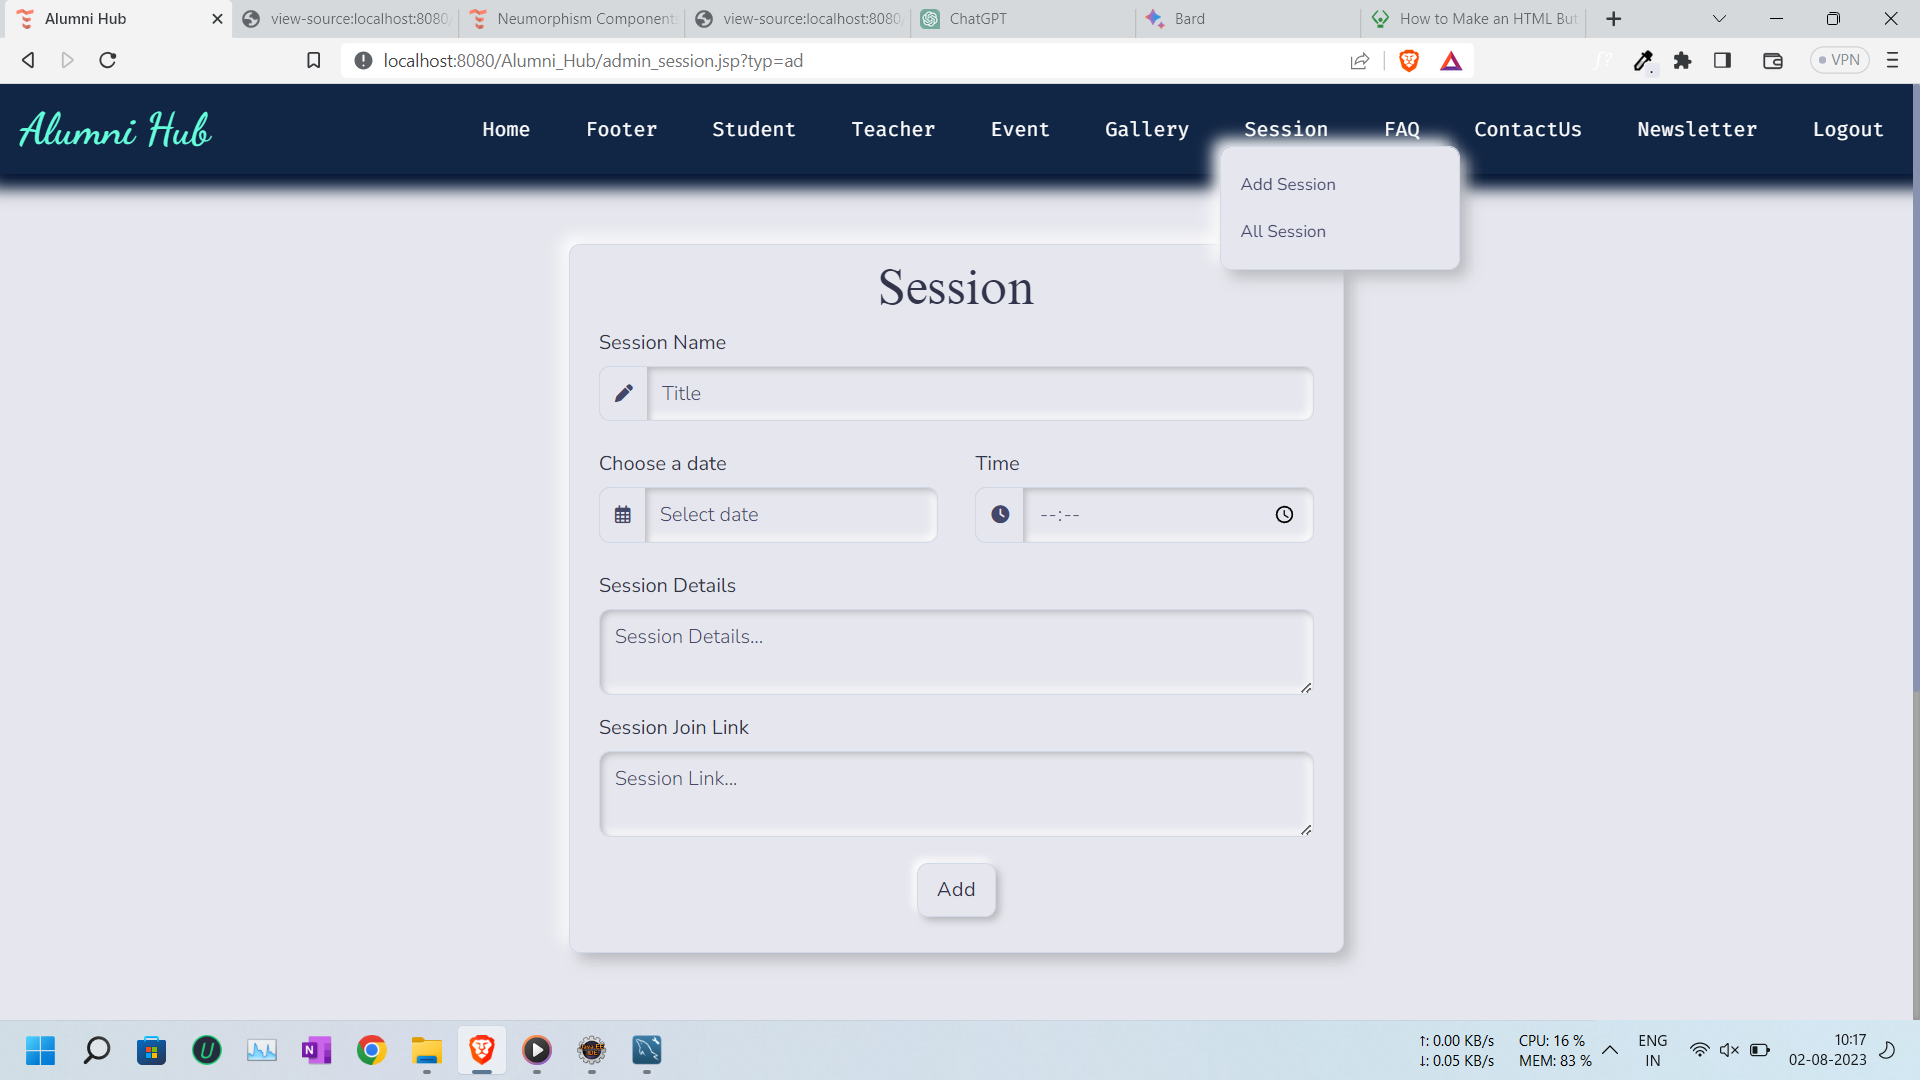 Alumni Hub
view-source:localhost:8080/
Neumorphism Component
view-source:localhost:8080/
ChatGPT
Bard
How to Make an HTML But
localhost:8080/Alumni_Hub/admin_session.jsp?typ=ad
VPN
Alumni Hub
Home Footer Student Teacher Event Gallery Session FAQ ContactUs Newsletter Logout
Add Session
All Session
Session
Session Name
Title
Choose a date Time
Select date --:--
Session Details
Session Details...
Session Join Link
Session Link...
Add
↑: 0.00 KB/s CPU: 16 % ENG 10:17
↓: 0.05 KB/s MEM: 83 % IN 02-08-2023